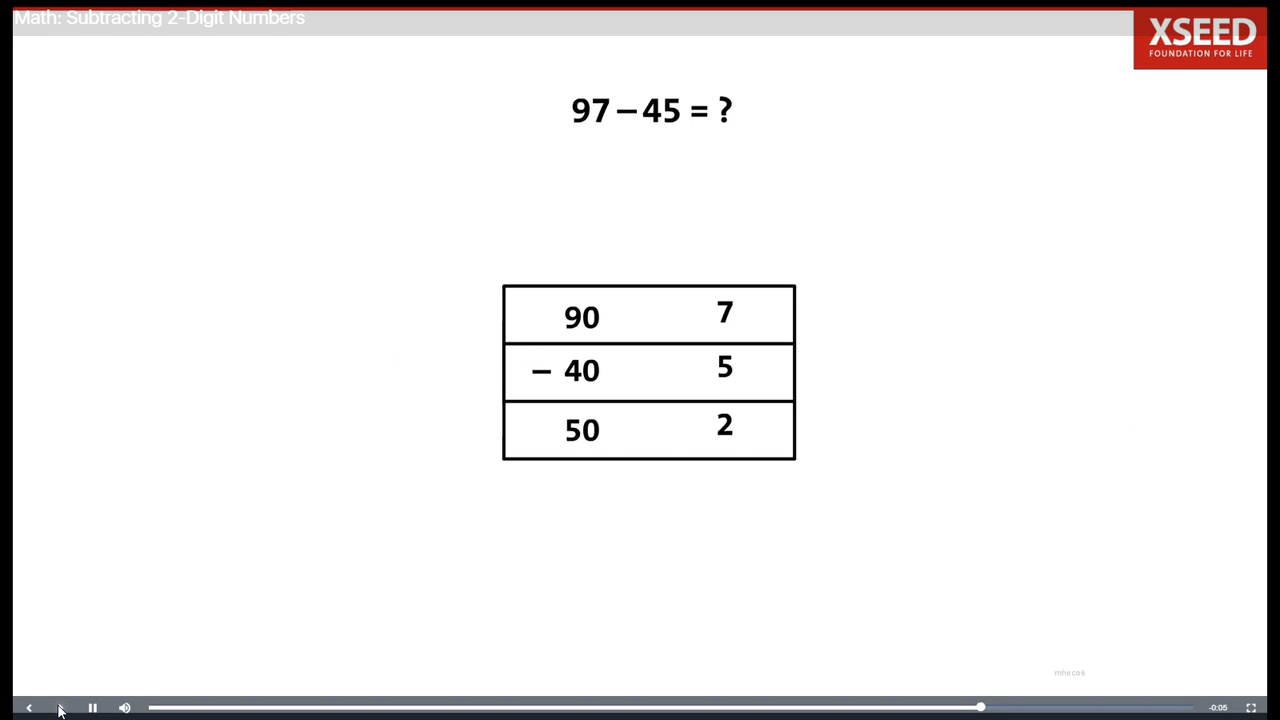 Math: Subtracting 2-Digit Numbers
XSEED
FOUNDATION FOR LIFE
97 – 45 = ?
90 7
– 40 5
50 2
mheca6
-0:05